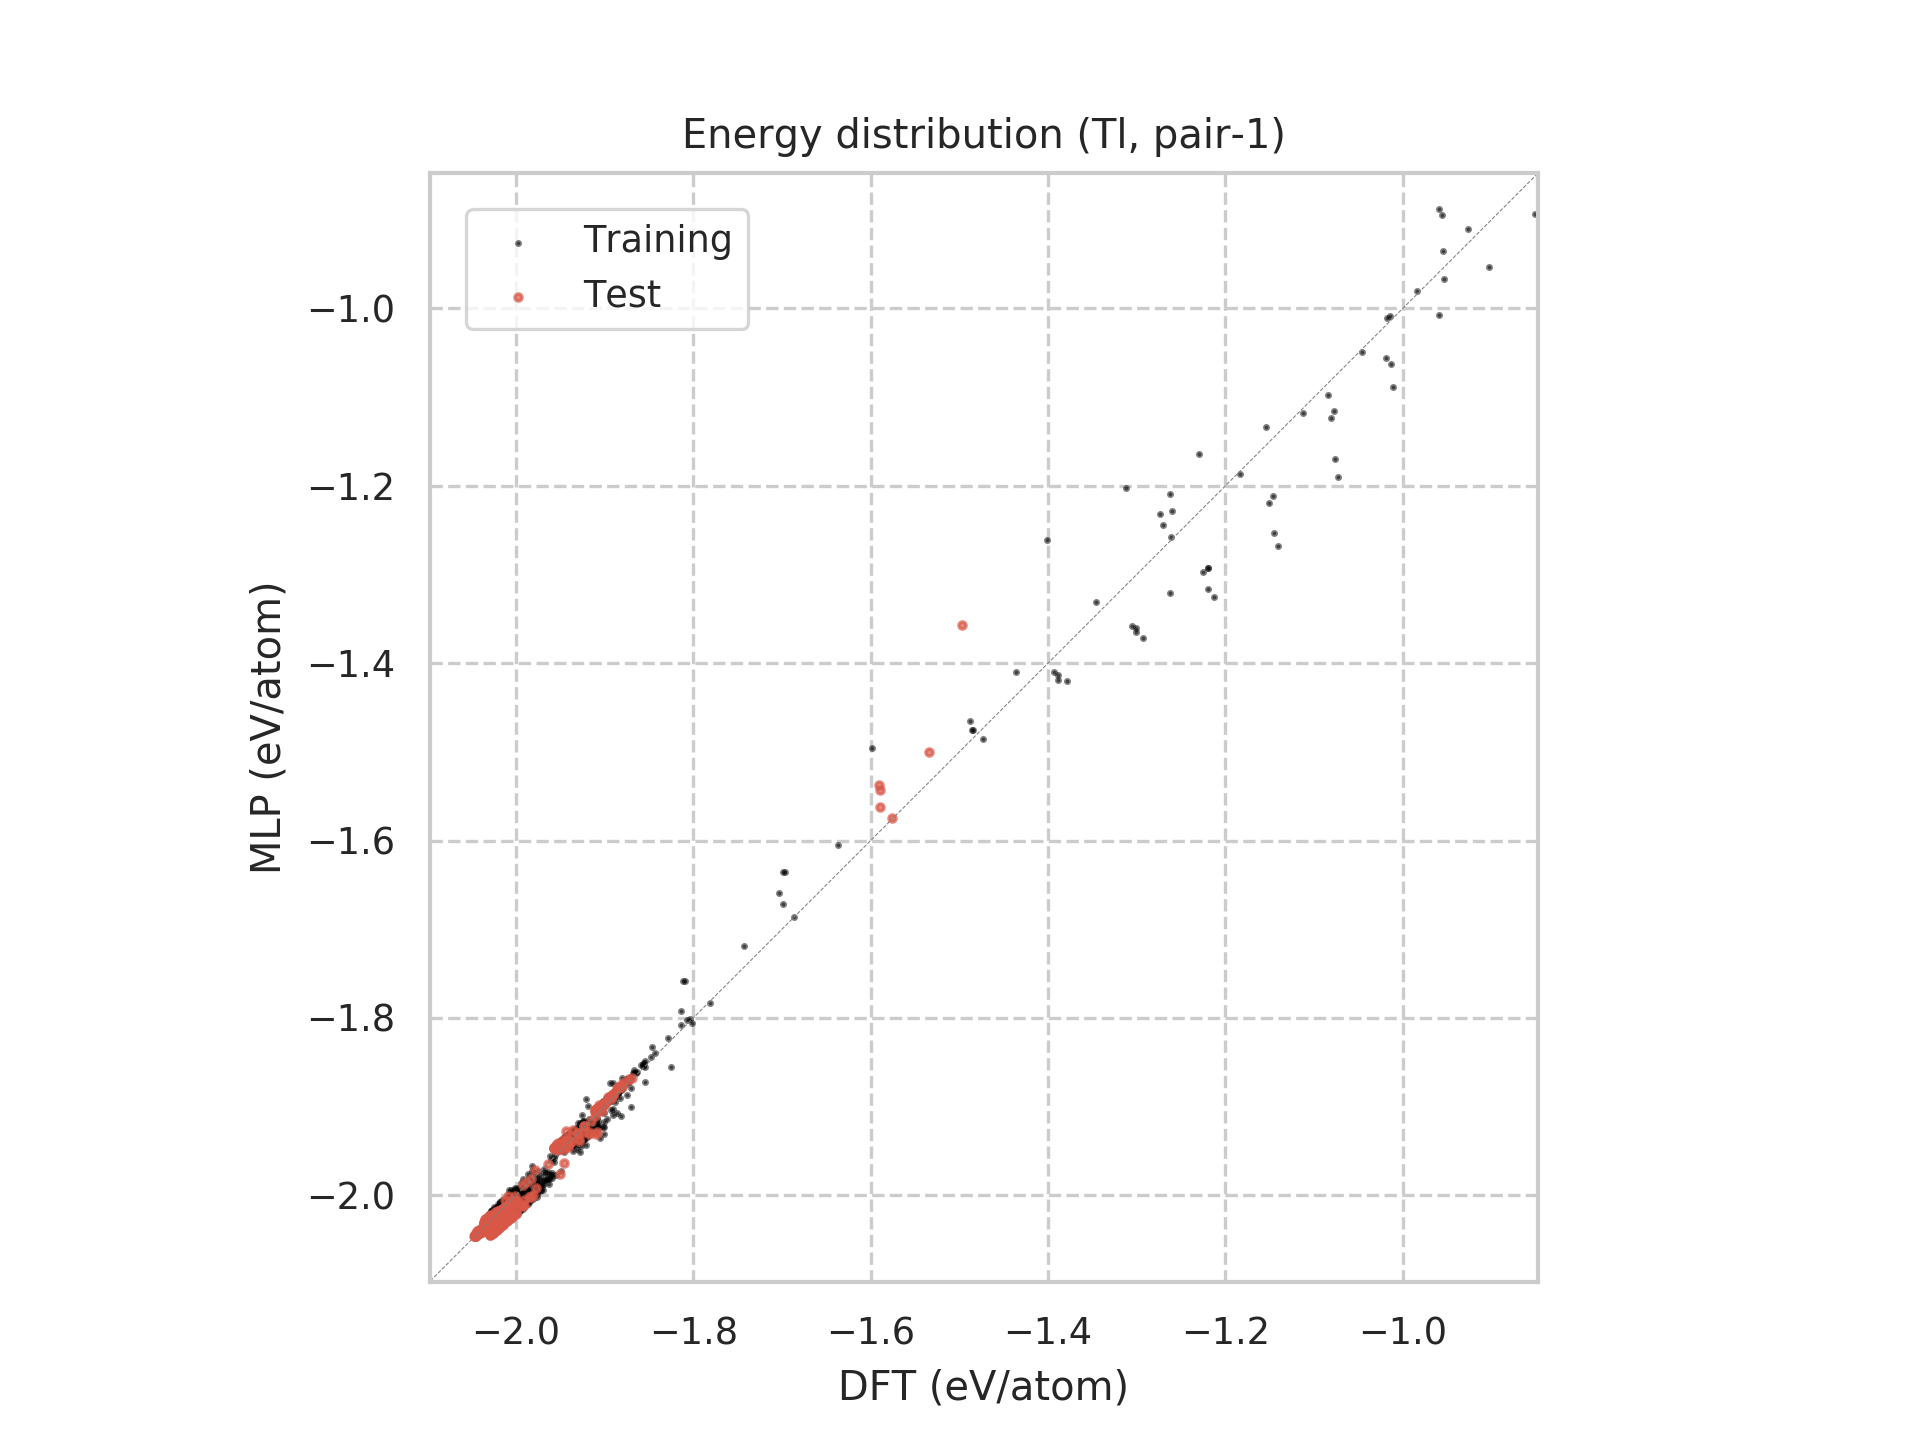 Energy distribution (Tl, pair-1)
Training
Test
−1.0
−1.2
−1.4
−1.6
−1.8
−2.0
MLP (eV/atom)
−2.0
−1.8
−1.6
−1.4
−1.2
−1.0
DFT (eV/atom)